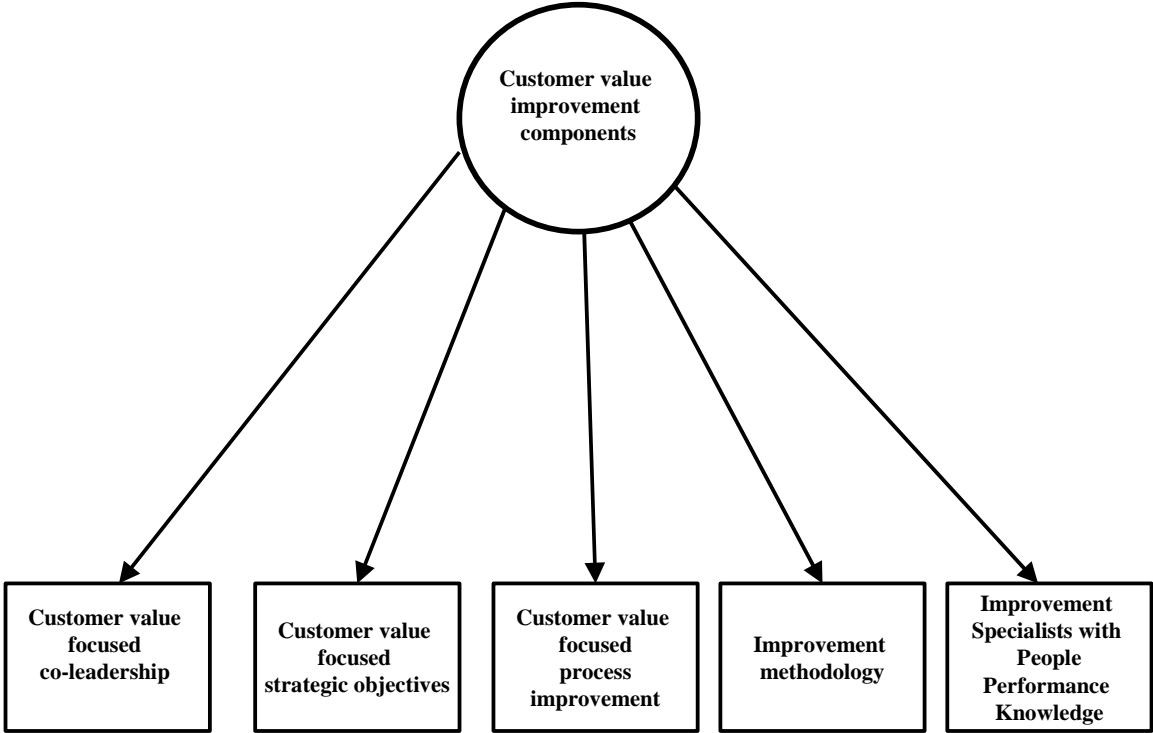 Customer value
improvement
components
Customer value
focused
co-leadership
Customer value
focused
strategic objectives
Customer value
focused
process
improvement
Improvement
methodology
Improvement
Specialists with
People
Performance
Knowledge